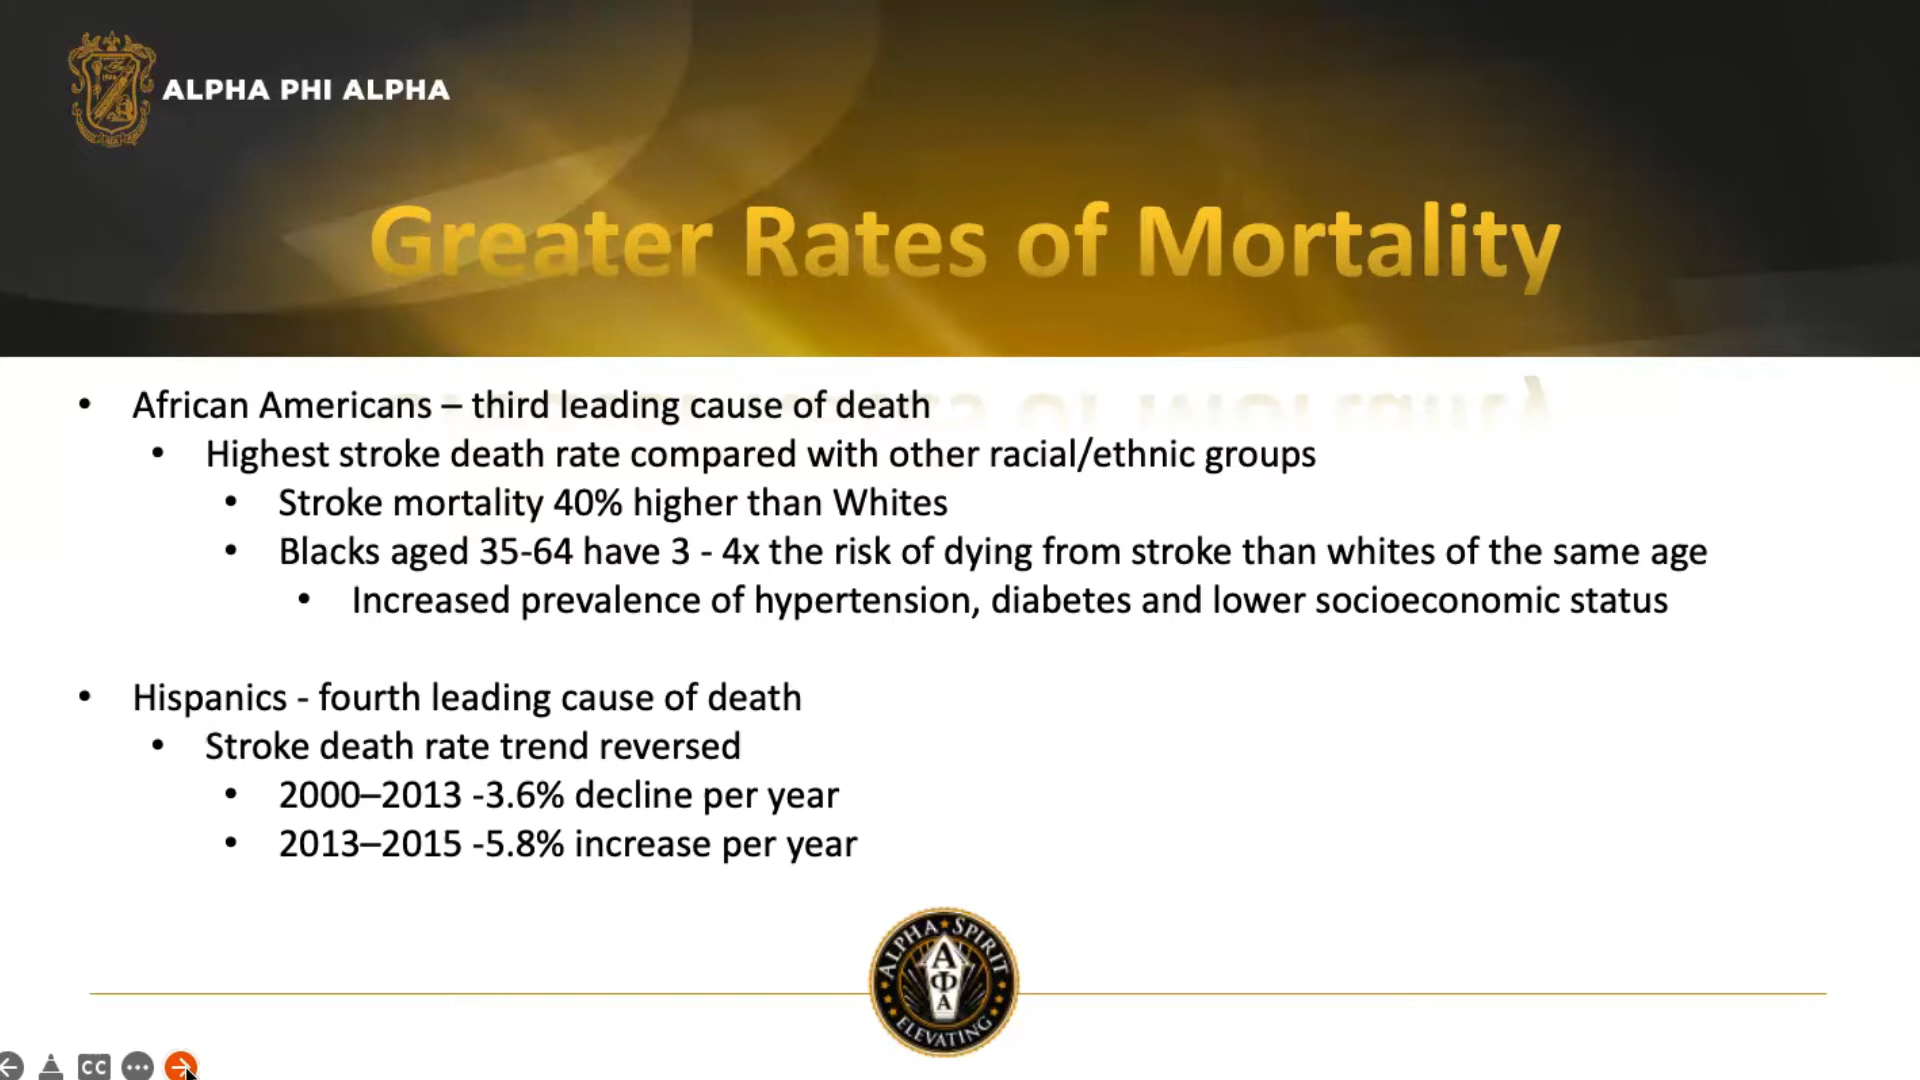 ALPHA PHI ALPHA
Greater Rates of Mortality
• African Americans – third leading cause of death
• Highest stroke death rate compared with other racial/ethnic groups
• Stroke mortality 40% higher than Whites
• Blacks aged 35-64 have 3 - 4x the risk of dying from stroke than whites of the same age
• Increased prevalence of hypertension, diabetes and lower socioeconomic status
• Hispanics - fourth leading cause of death
• Stroke death rate trend reversed
• 2000–2013 -3.6% decline per year
• 2013–2015 -5.8% increase per year
ALPHA SPIRIT
Α
Φ
Α
ELEVATING
CC